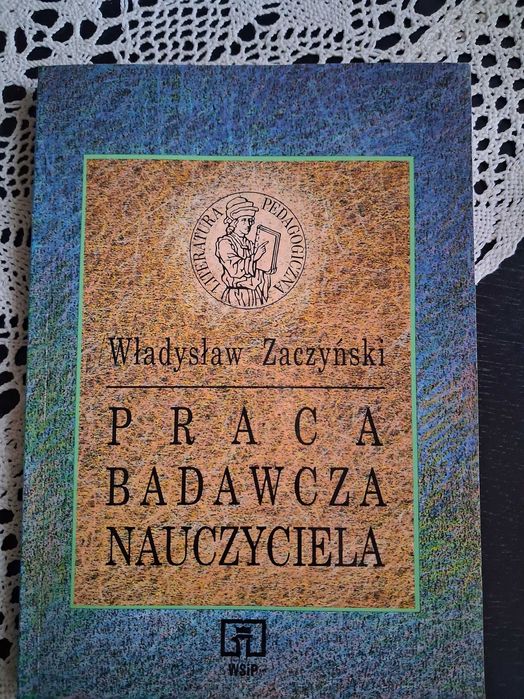 LITERATURA PEDAGOGICZNA
Władysław Zaczyński
PRACA
BADAWCZA
NAUCZYCIELA
WSiP